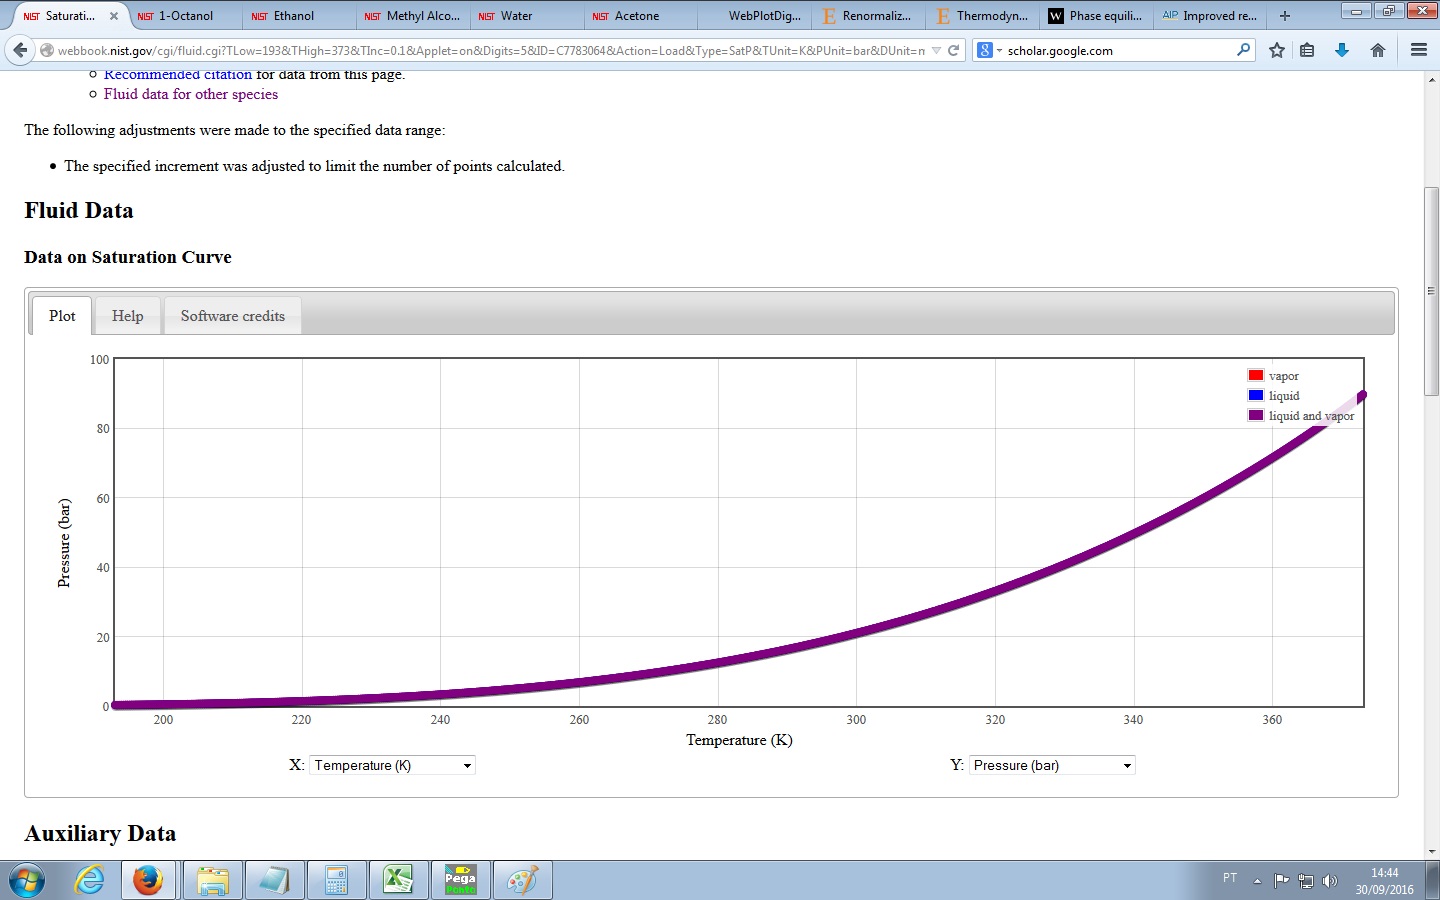 NIST Saturati... NIST 1-Octanol NIST Ethanol NIST Methyl Alco... NIST Water NIST Acetone WebPlotDig... E Renormaliz... E Thermodyn... W Phase equili... AIP Improved re...
webbook.nist.gov/cgi/fluid.cgi?TLow=193&THigh=373&TInc=0.1&Applet=on&Digits=5&ID=C7783064&Action=Load&Type=SatP&TUnit=K&PUnit=bar&DUnit=m 8 scholar.google.com
Recommended citation for data from this page.
Fluid data for other species
The following adjustments were made to the specified data range:
The specified increment was adjusted to limit the number of points calculated.
Fluid Data
Data on Saturation Curve
Plot Help Software credits
100
80
60
40
20
0
Pressure (bar)
vapor
liquid
liquid and vapor
200 220 240 260 280 300 320 340 360
Temperature (K)
X: Temperature (K) Y: Pressure (bar)
Auxiliary Data
Pega
Ponto
PT 14:44
30/09/2016